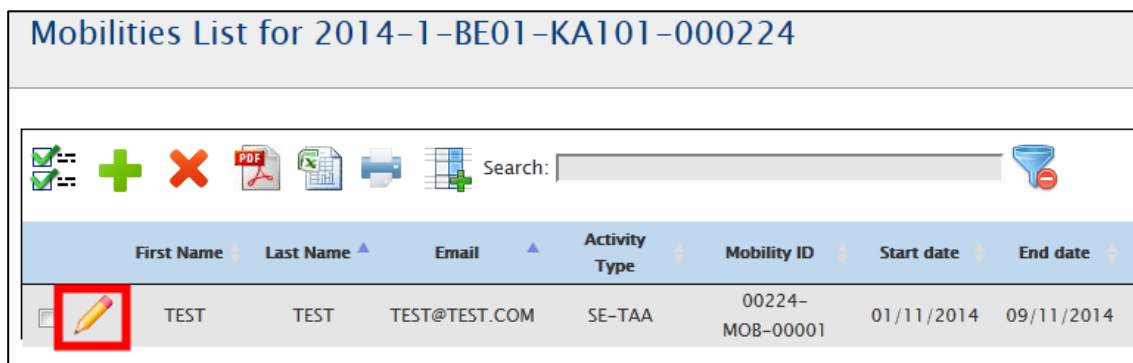 Mobilities List for 2014-1-BE01-KA101-000224
PDF Search:
First Name Last Name Email Activity Type Mobility ID Start date End date
TEST TEST TEST@TEST.COM SE-TAA 00224-MOB-00001 01/11/2014 09/11/2014